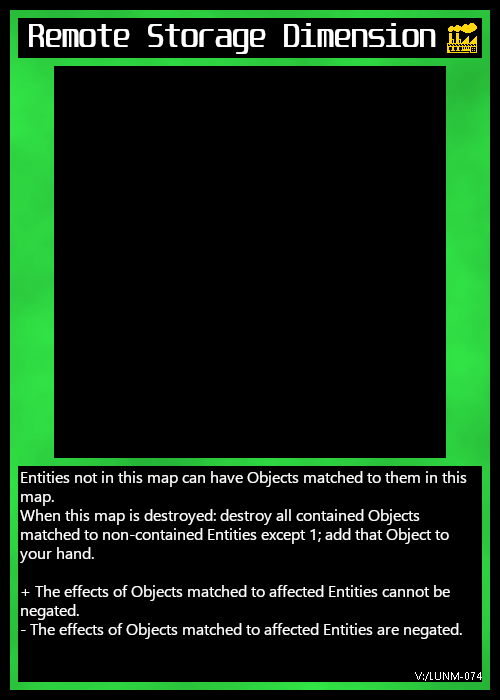 Remote Storage Dimension
Entities not in this map can have Objects matched to them in this
map.
When this map is destroyed: destroy all contained Objects
matched to non-contained Entities except 1; add that Object to
your hand.
+ The effects of Objects matched to affected Entities cannot be
negated.
- The effects of Objects matched to affected Entities are negated.
V:/LUNM-074